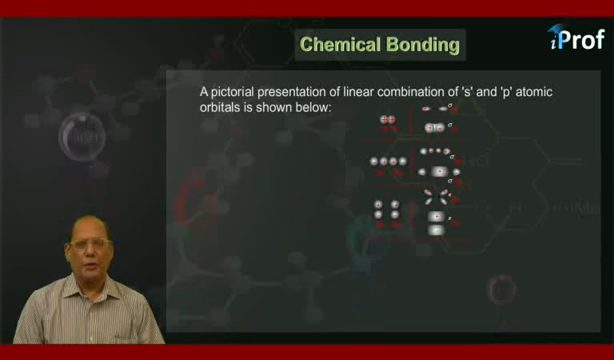 Chemical Bonding
iProf
A pictorial presentation of linear combination of 's' and 'p' atomic
orbitals is shown below: